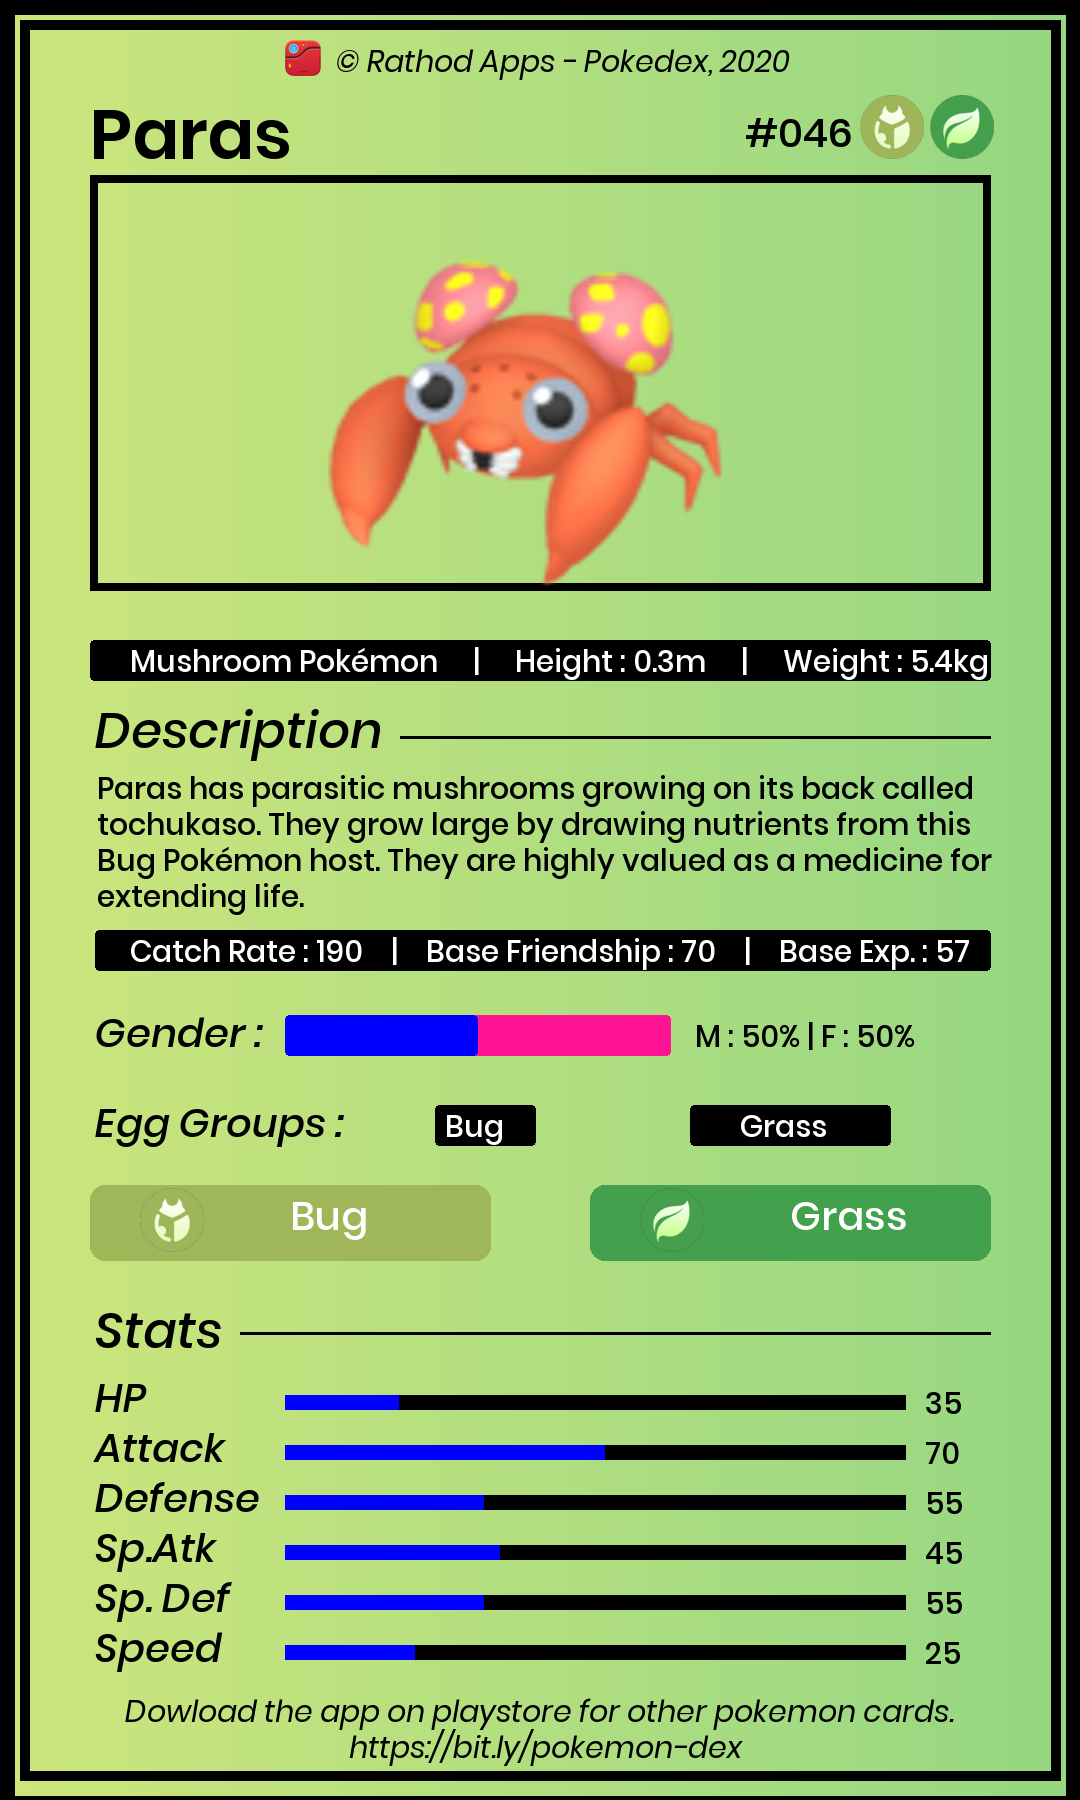 © Rathod Apps - Pokedex, 2020
Paras
#046
Mushroom Pokémon | Height : 0.3m | Weight : 5.4kg
Description
Paras has parasitic mushrooms growing on its back called
tochukaso. They grow large by drawing nutrients from this
Bug Pokémon host. They are highly valued as a medicine for
extending life.
Catch Rate : 190 | Base Friendship : 70 | Base Exp. : 57
Gender : M : 50% | F : 50%
Egg Groups : Bug Grass
Bug Grass
Stats
HP 35
Attack 70
Defense 55
Sp.Atk 45
Sp. Def 55
Speed 25
Dowload the app on playstore for other pokemon cards.
https://bit.ly/pokemon-dex